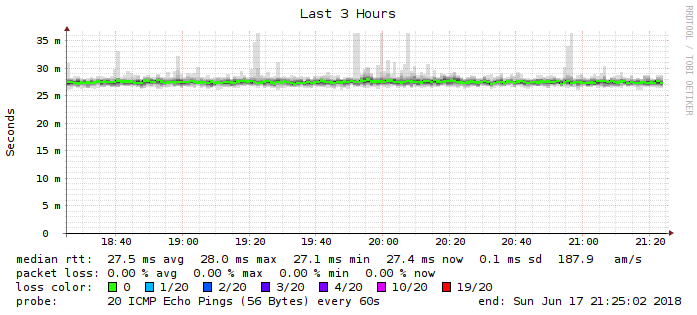 Last 3 Hours
RRDTOOL / TOBI OETIKER
Seconds
35 m
30 m
25 m
20 m
15 m
10 m
5 m
0
18:40 19:00 19:20 19:40 20:00 20:20 20:40 21:00 21:20
median rtt: 27.5 ms avg 28.0 ms max 27.1 ms min 27.4 ms now 0.1 ms sd 187.9 am/s
packet loss: 0.00 % avg 0.00 % max 0.00 % min 0.00 % now
loss color: 0 1/20 2/20 3/20 4/20 10/20 19/20
probe: 20 ICMP Echo Pings (56 Bytes) every 60s end: Sun Jun 17 21:25:02 2018